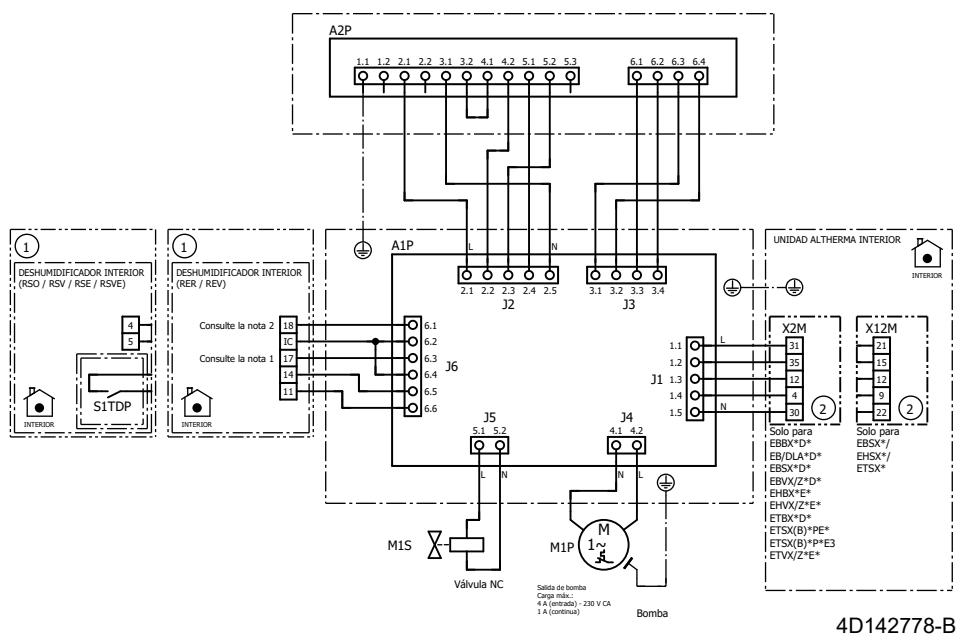 A2P
1.1 1.2 2.1 2.2 3.1 3.2 4.1 4.2 5.1 5.2 5.3 6.1 6.2 6.3 6.4
1
DESHUMIDIFICADOR INTERIOR
(RSO / RSV / RSE / RSVE)
4
5
S1TDP
INTERIOR
1
DESHUMIDIFICADOR INTERIOR
(RER / REV)
Consulte la nota 2
18
IC
Consulte la nota 1
17
14
11
INTERIOR
A1P
L N
2.1 2.2 2.3 2.4 2.5
J2
3.1 3.2 3.3 3.4
J3
6.1
6.2
6.3
6.4
6.5
6.6
J6
J1
1.1 L
1.2
1.3
1.4
1.5 N
J5
5.1 5.2
L N
J4
4.1 4.2
N L
M1S
Válvula NC
M1P
M
1~
Salida de bomba
Carga máx.:
4 A (entrada) - 230 V CA
1 A (continua)
Bomba
UNIDAD ALTHERMA INTERIOR
INTERIOR
X2M
31
35
12
4
30
2
Solo para
EBBX*D*
EB/DLA*D*
EBSX*D*
EBVX/Z*D*
EHBX*E*
EHVX/Z*E*
ETBX*D*
ETSX(B)*PE*
ETSX(B)*P*E3
ETVX/Z*E*
X12M
21
15
12
9
22
2
Solo para
EBSX*/
EHSX*/
ETSX*
4D142778-B